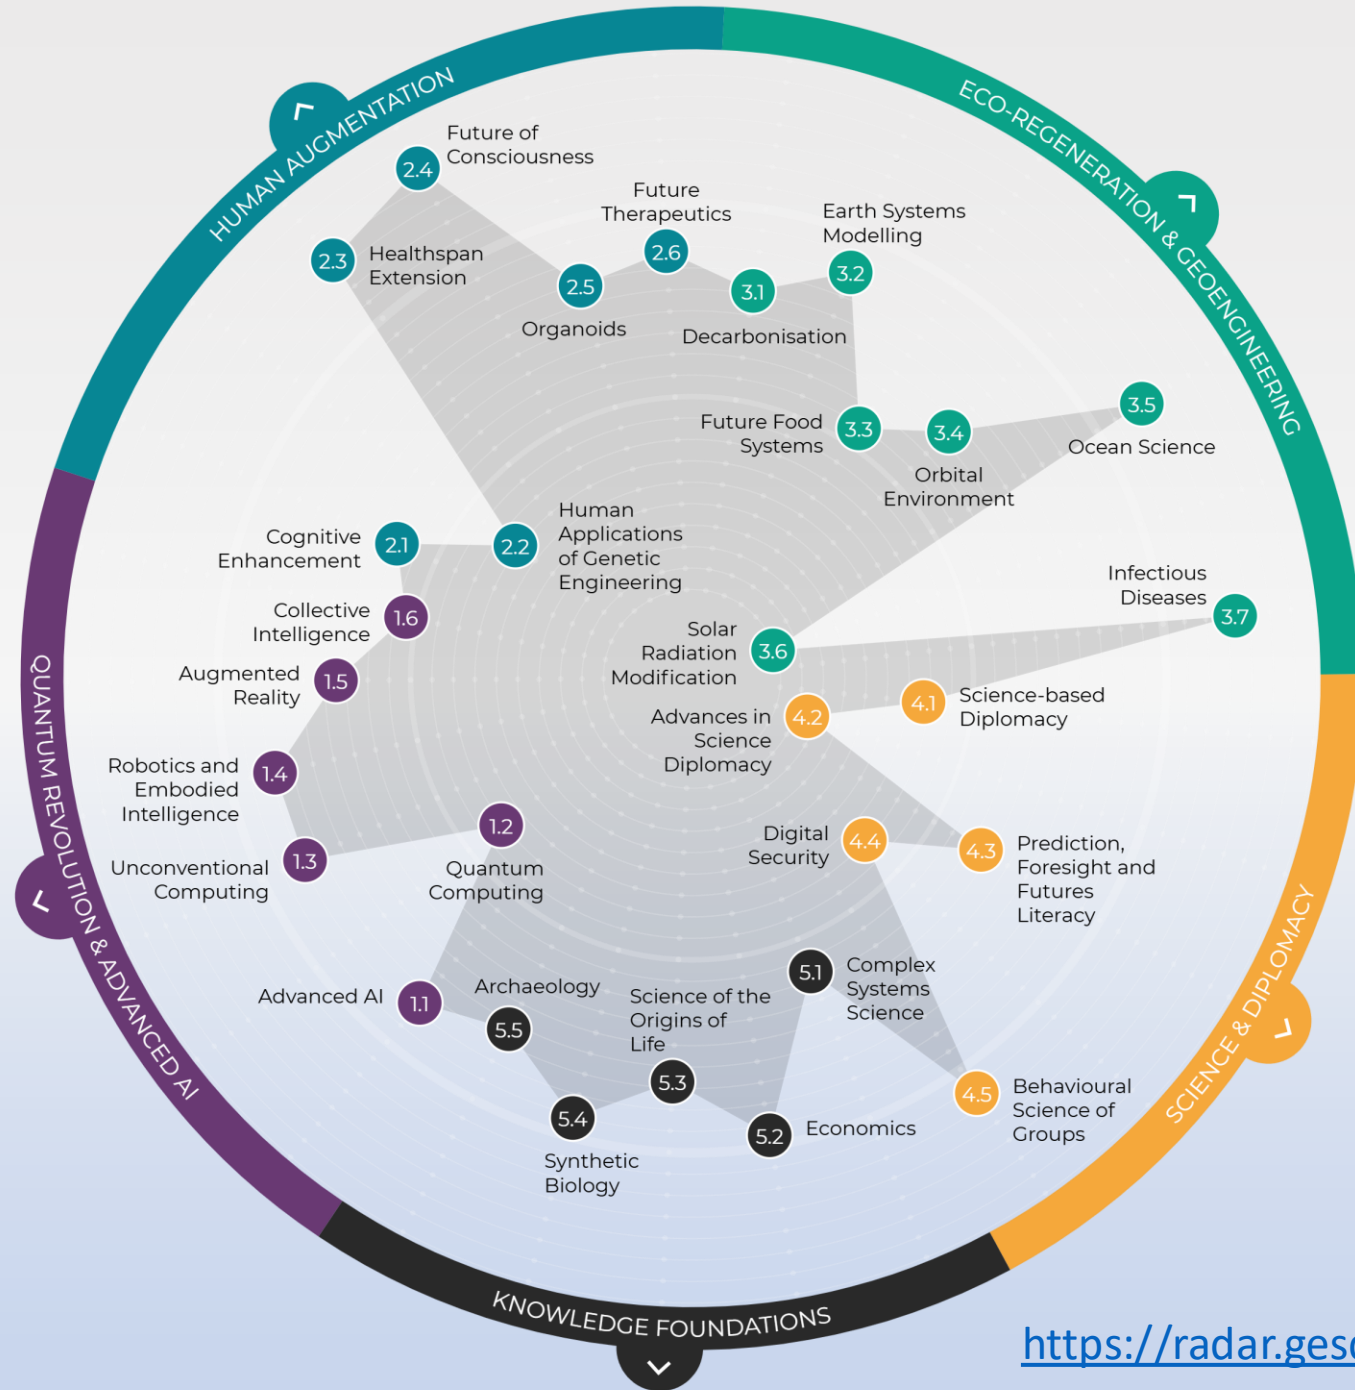 HUMAN AUGMENTATION
ECO-REGENERATION & GEOENGINEERING
2.4
Future of
Consciousness
2.3
Healthspan
Extension
2.5
Organoids
Future
Therapeutics
2.6
3.1
Decarbonisation
Earth Systems
Modelling
3.2
Future Food
Systems
3.3
3.4
Orbital
Environment
3.5
Ocean Science
Cognitive
Enhancement
2.1
2.2
Human
Applications
of Genetic
Engineering
Collective
Intelligence
1.6
Augmented
Reality
1.5
Solar
Radiation
Modification
3.6
Infectious
Diseases
3.7
Advances in
Science
Diplomacy
4.2
4.1
Science-based
Diplomacy
Robotics and
Embodied
Intelligence
1.4
Unconventional
Computing
1.3
1.2
Quantum
Computing
Digital
Security
4.4
4.3
Prediction,
Foresight and
Futures
Literacy
Advanced AI
1.1
Archaeology
5.5
Science of the
Origins of
Life
5.3
5.1
Complex
Systems
Science
5.4
Synthetic
Biology
5.2
Economics
4.5
Behavioural
Science of
Groups
QUANTUM REVOLUTION & ADVANCED AI
SCIENCE & DIPLOMACY
KNOWLEDGE FOUNDATIONS
https://radar.gesc